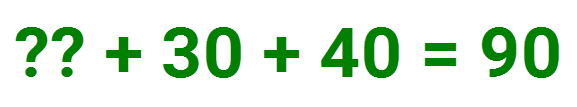 ?? + 30 + 40 = 90